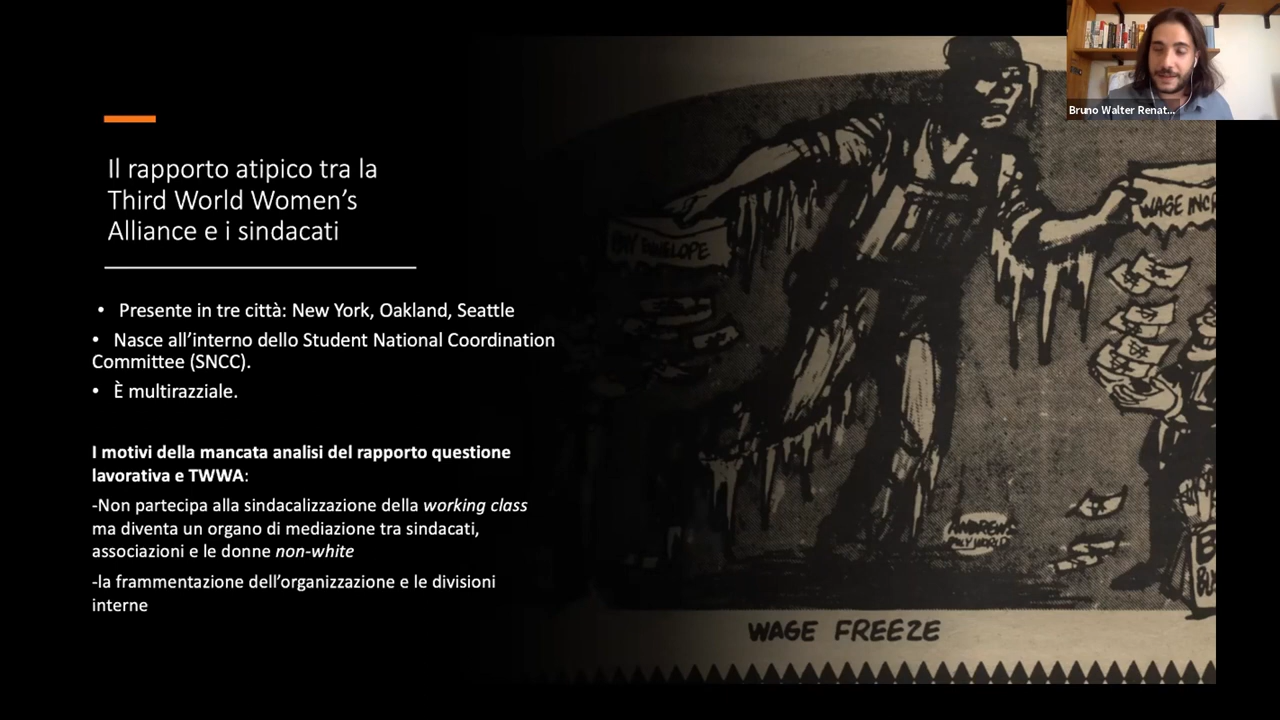 Bruno Walter Renat...
Il rapporto atipico tra la
Third World Women's
Alliance e i sindacati
• Presente in tre città: New York, Oakland, Seattle
• Nasce all'interno dello Student National Coordination
Committee (SNCC).
• È multirazziale.
I motivi della mancata analisi del rapporto questione
lavorativa e TWWA:
-Non partecipa alla sindacalizzazione della working class
ma diventa un organo di mediazione tra sindacati,
associazioni e le donne non-white
-la frammentazione dell'organizzazione e le divisioni
interne
ENVELOPE
WAGE INC
WAGE FREEZE